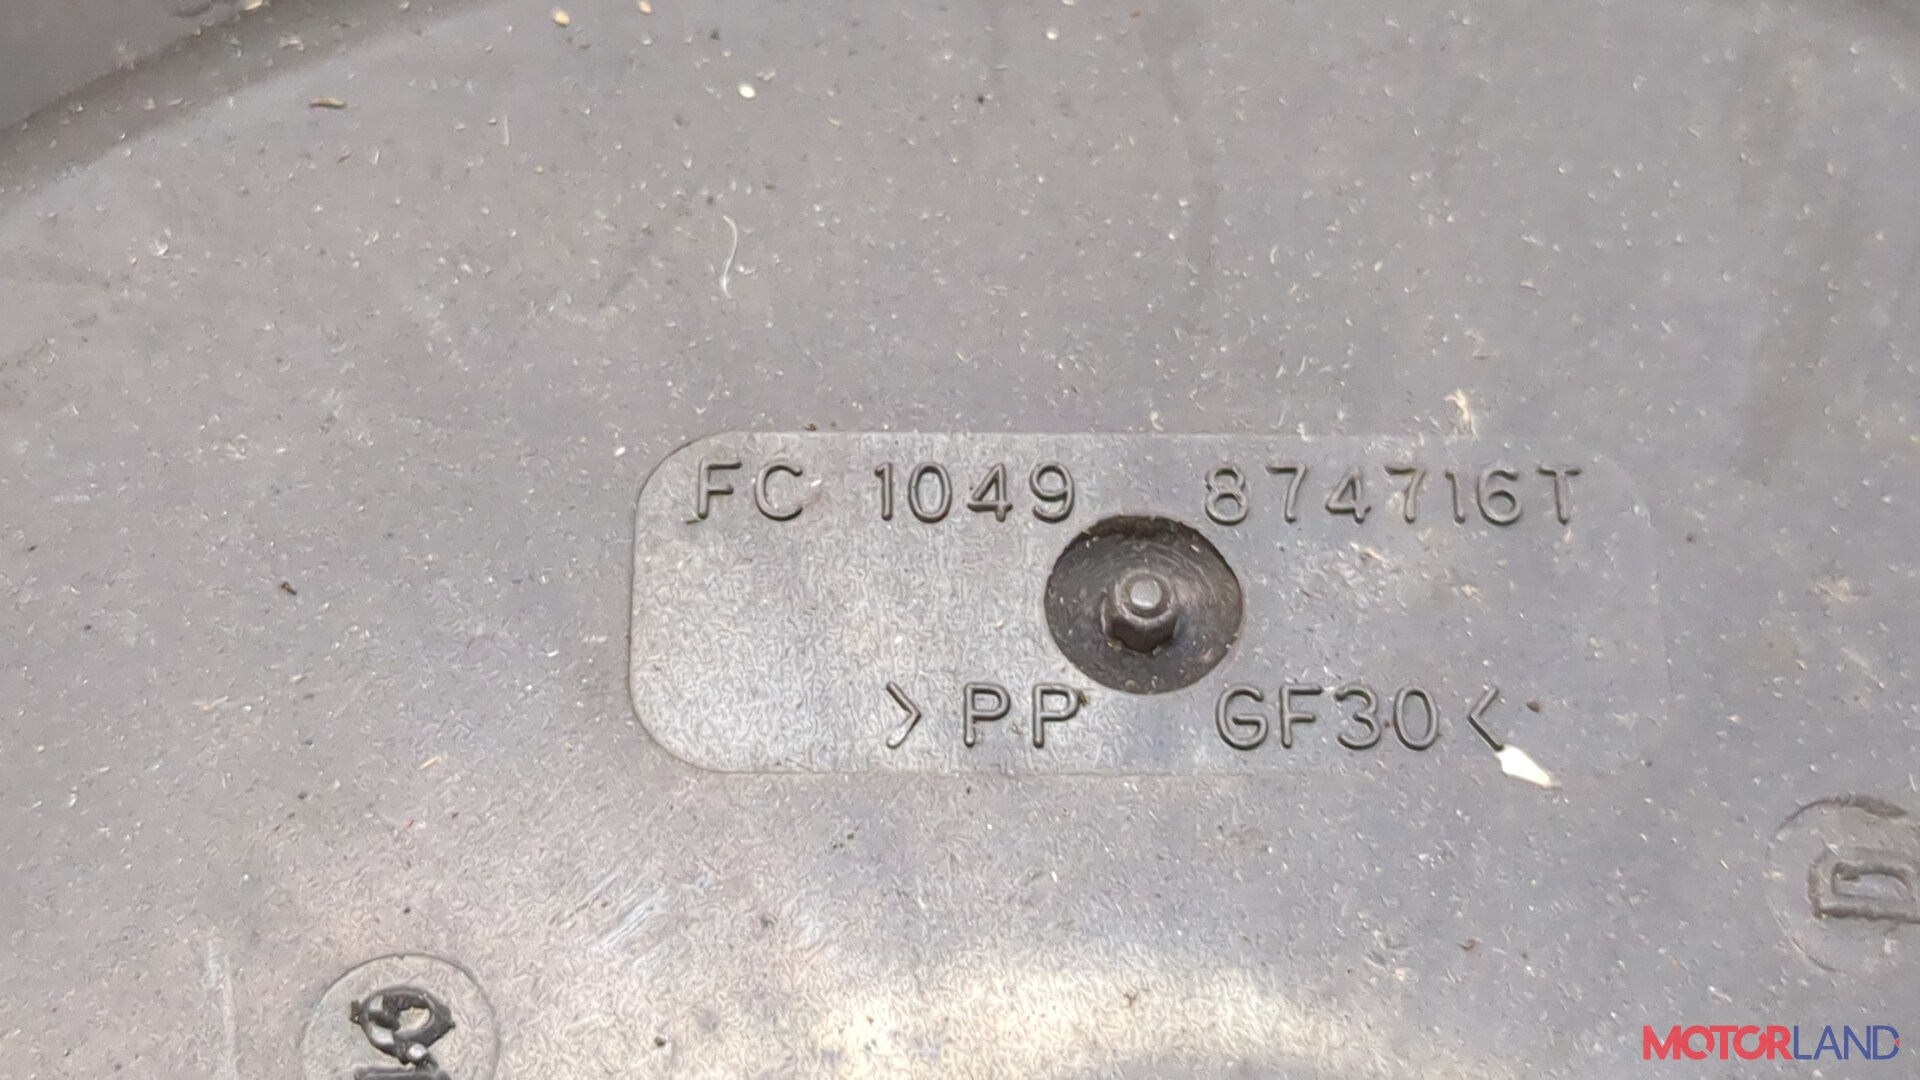 FC 1049 874716T
>PP GF30<
D
MOTORLAND